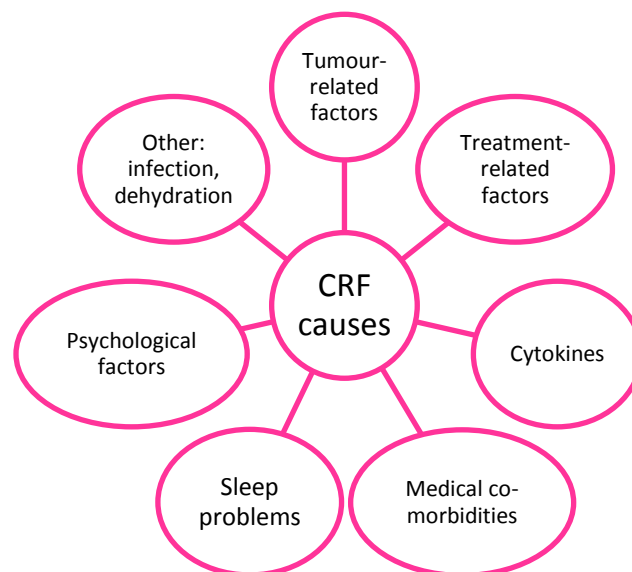 Tumour-
related
factors
Treatment-
related
factors
Cytokines
Medical co-
morbidities
Sleep
problems
Psychological
factors
Other:
infection,
dehydration
CRF
causes